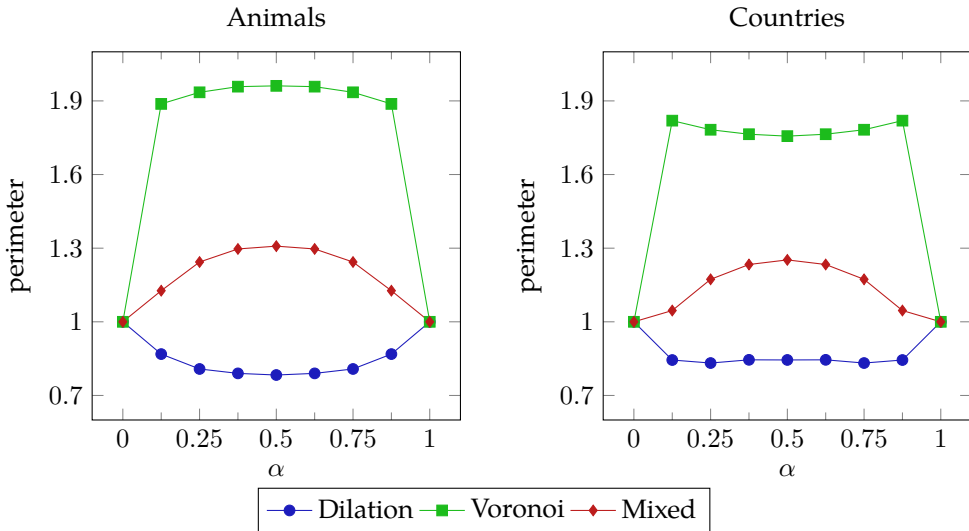 Animals
perimeter
1.9
1.6
1.3
1
0.7
0
0.25
0.5
0.75
1
α
Countries
perimeter
1.9
1.6
1.3
1
0.7
0
0.25
0.5
0.75
1
α
Dilation
Voronoi
Mixed